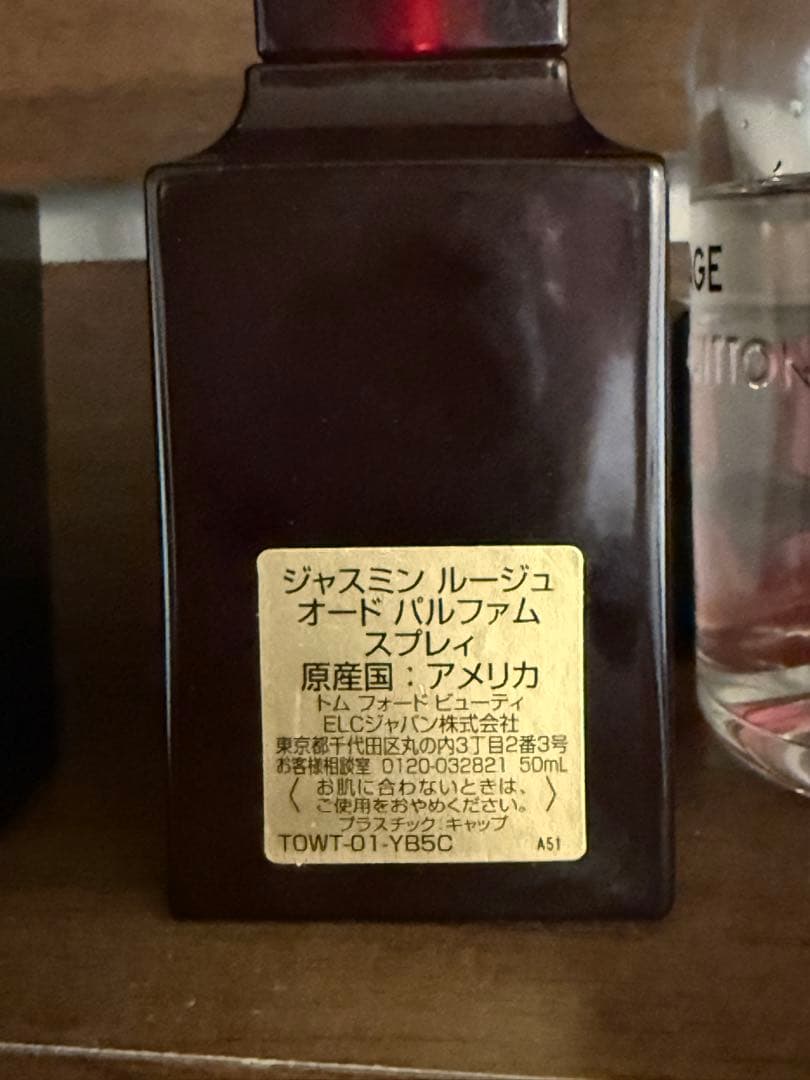 ジャスミン ルージュ
オード パルファム
スプレィ
原産国：アメリカ
トム フォード ビューティ
ELCジャパン株式会社
東京都千代田区丸の内3丁目2番3号
お客様相談室 0120-032821 50mL
〈 お肌に合わないときは、
ご使用をおやめください。 〉
プラスチック:キャップ
TOWT-01-YB5C A51